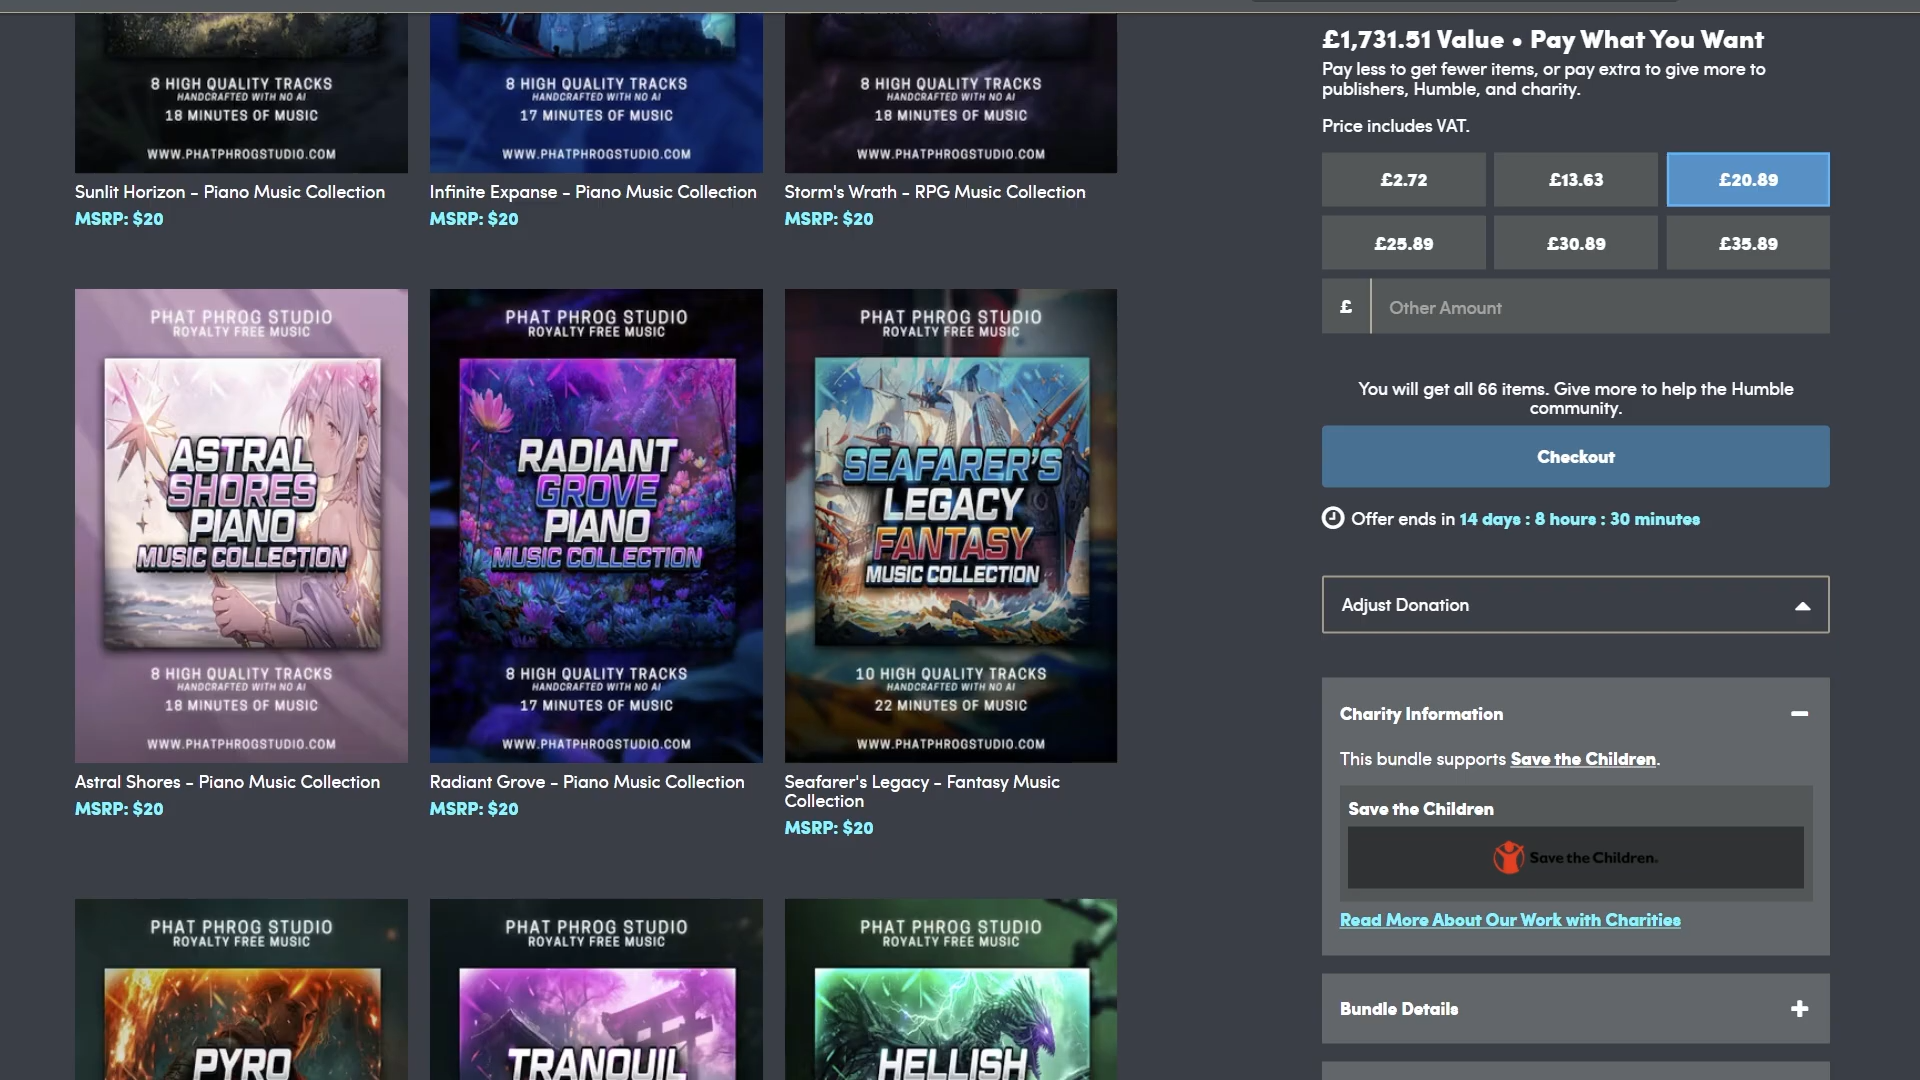 8 HIGH QUALITY TRACKS
HANDCRAFTED WITH NO AI
18 MINUTES OF MUSIC
WWW.PHATPHROGSTUDIO.COM
Sunlit Horizon - Piano Music Collection
MSRP: $20
8 HIGH QUALITY TRACKS
HANDCRAFTED WITH NO AI
17 MINUTES OF MUSIC
WWW.PHATPHROGSTUDIO.COM
Infinite Expanse - Piano Music Collection
MSRP: $20
8 HIGH QUALITY TRACKS
HANDCRAFTED WITH NO AI
18 MINUTES OF MUSIC
WWW.PHATPHROGSTUDIO.COM
Storm's Wrath - RPG Music Collection
MSRP: $20
PHAT PHROG STUDIO
ROYALTY FREE MUSIC
ASTRAL
SHORES
PIANO
MUSIC COLLECTION
8 HIGH QUALITY TRACKS
HANDCRAFTED WITH NO AI
18 MINUTES OF MUSIC
WWW.PHATPHROGSTUDIO.COM
Astral Shores - Piano Music Collection
MSRP: $20
PHAT PHROG STUDIO
ROYALTY FREE MUSIC
RADIANT
GROVE
PIANO
MUSIC COLLECTION
8 HIGH QUALITY TRACKS
HANDCRAFTED WITH NO AI
17 MINUTES OF MUSIC
WWW.PHATPHROGSTUDIO.COM
Radiant Grove - Piano Music Collection
MSRP: $20
PHAT PHROG STUDIO
ROYALTY FREE MUSIC
SEAFARER'S
LEGACY
FANTASY
MUSIC COLLECTION
10 HIGH QUALITY TRACKS
HANDCRAFTED WITH NO AI
22 MINUTES OF MUSIC
WWW.PHATPHROGSTUDIO.COM
Seafarer's Legacy - Fantasy Music
Collection
MSRP: $20
PHAT PHROG STUDIO
ROYALTY FREE MUSIC
PYRO
PHAT PHROG STUDIO
ROYALTY FREE MUSIC
TRANQUIL
PHAT PHROG STUDIO
ROYALTY FREE MUSIC
HELLISH
£1,731.51 Value • Pay What You Want
Pay less to get fewer items, or pay extra to give more to
publishers, Humble, and charity.
Price includes VAT.
£2.72
£13.63
£20.89
£25.89
£30.89
£35.89
£
Other Amount
You will get all 66 items. Give more to help the Humble
community.
Checkout
Offer ends in 14 days : 8 hours : 30 minutes
Adjust Donation
Charity Information
This bundle supports Save the Children.
Save the Children
Save the Children.
Read More About Our Work with Charities
Bundle Details